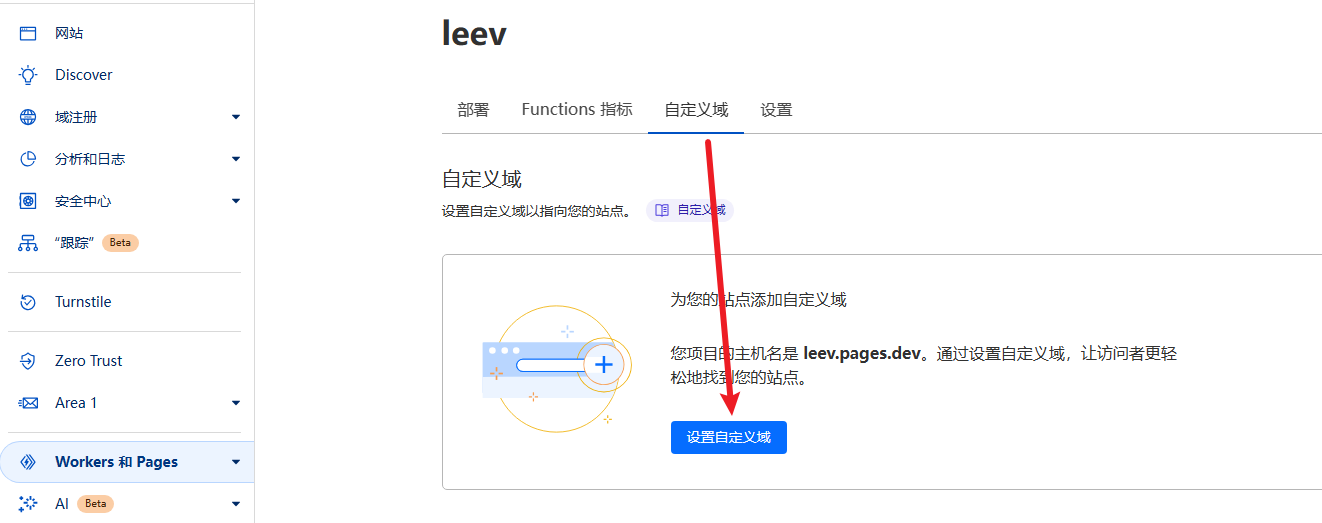 网站
Discover
域注册
分析和日志
安全中心
“跟踪” Beta
Turnstile
Zero Trust
Area 1
Workers 和 Pages
AI Beta
leev
部署 Functions 指标 自定义域 设置
自定义域
设置自定义域以指向您的站点。 自定义域
为您的站点添加自定义域
您项目的主机名是 leev.pages.dev。通过设置自定义域，让访问者更轻
松地找到您的站点。
设置自定义域